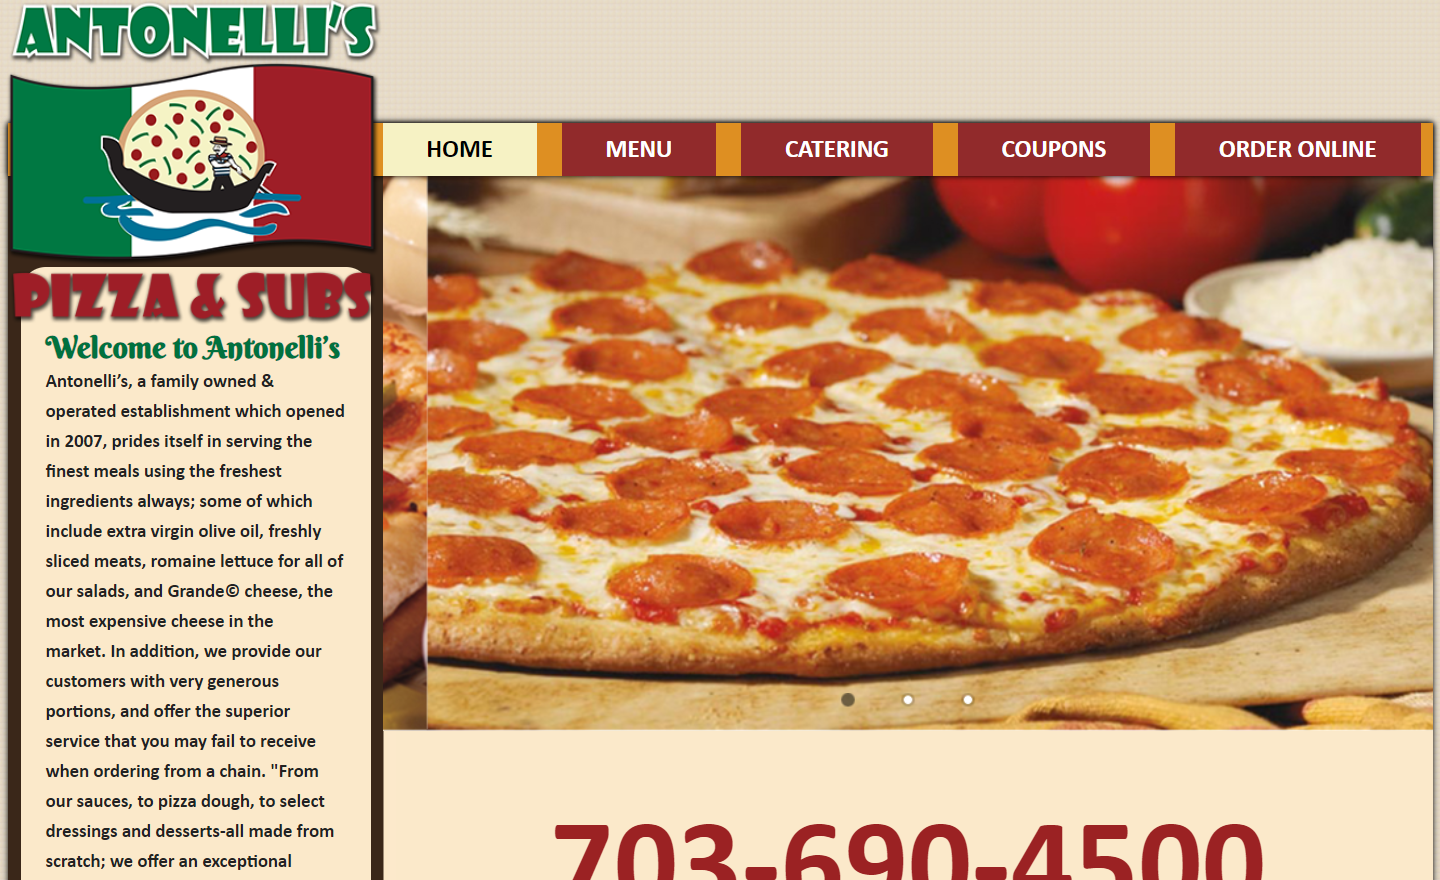 ANTONELLI'S
PIZZA & SUBS
HOME
MENU
CATERING
COUPONS
ORDER ONLINE
Welcome to Antonelli's
Antonelli's, a family owned &
operated establishment which opened
in 2007, prides itself in serving the
finest meals using the freshest
ingredients always; some of which
include extra virgin olive oil, freshly
sliced meats, romaine lettuce for all of
our salads, and Grande© cheese, the
most expensive cheese in the
market. In addition, we provide our
customers with very generous
portions, and offer the superior
service that you may fail to receive
when ordering from a chain. "From
our sauces, to pizza dough, to select
dressings and desserts-all made from
scratch; we offer an exceptional
703-690-4500